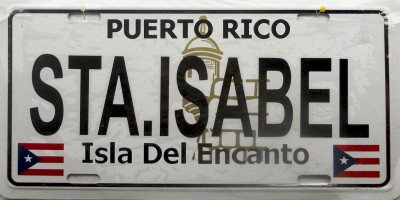 PUERTO RICO
STA.ISABEL
Isla Del Encanto